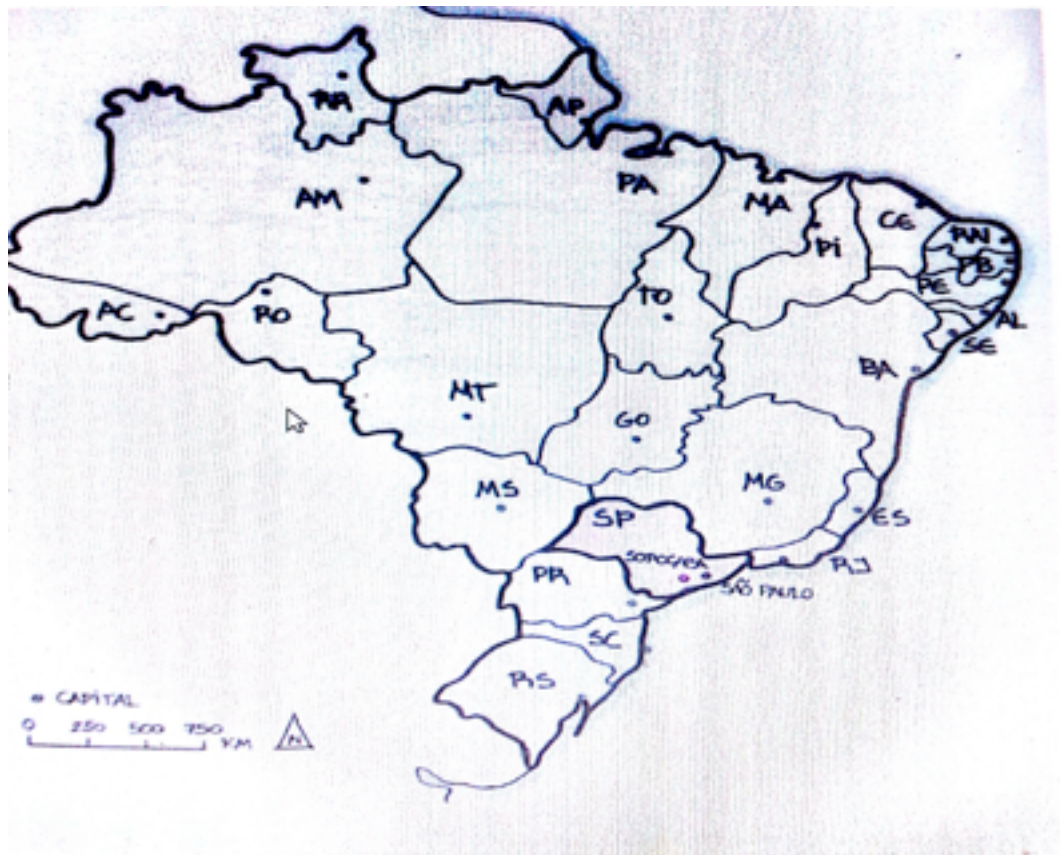 RR
AP
AM
PA
MA
CE
PI
RN
PB
PE
AC
RO
TO
AL
SE
BA
MT
GO
MS
MG
SP
ES
SOROCABA
PR
RJ
SÃO PAULO
SC
RS
CAPITAL
0 250 500 750
KM
N